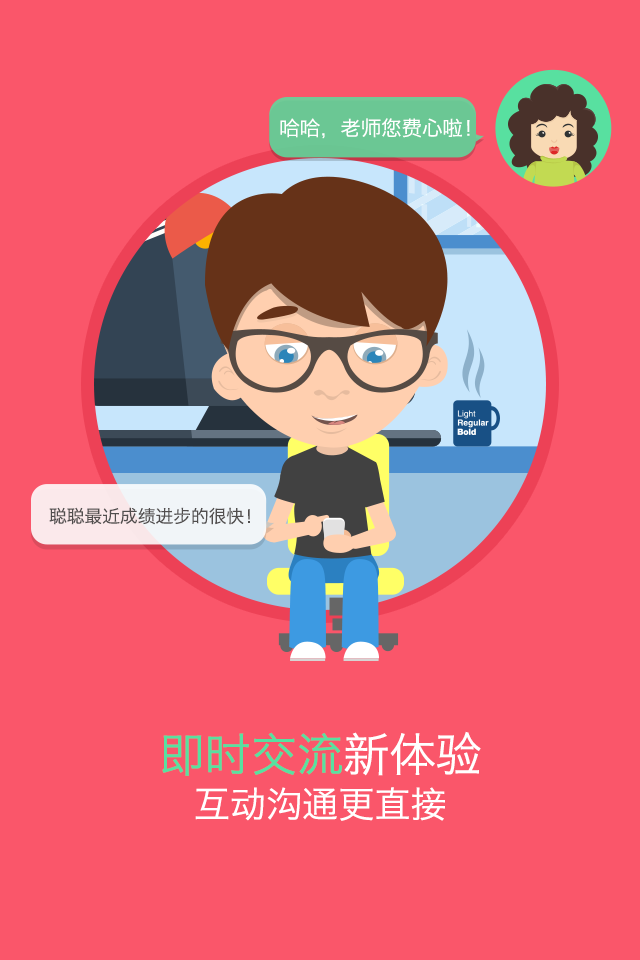 哈哈，老师您费心啦！
Light
Regular
Bold
聪聪最近成绩进步的很快！
即时交流新体验
互动沟通更直接